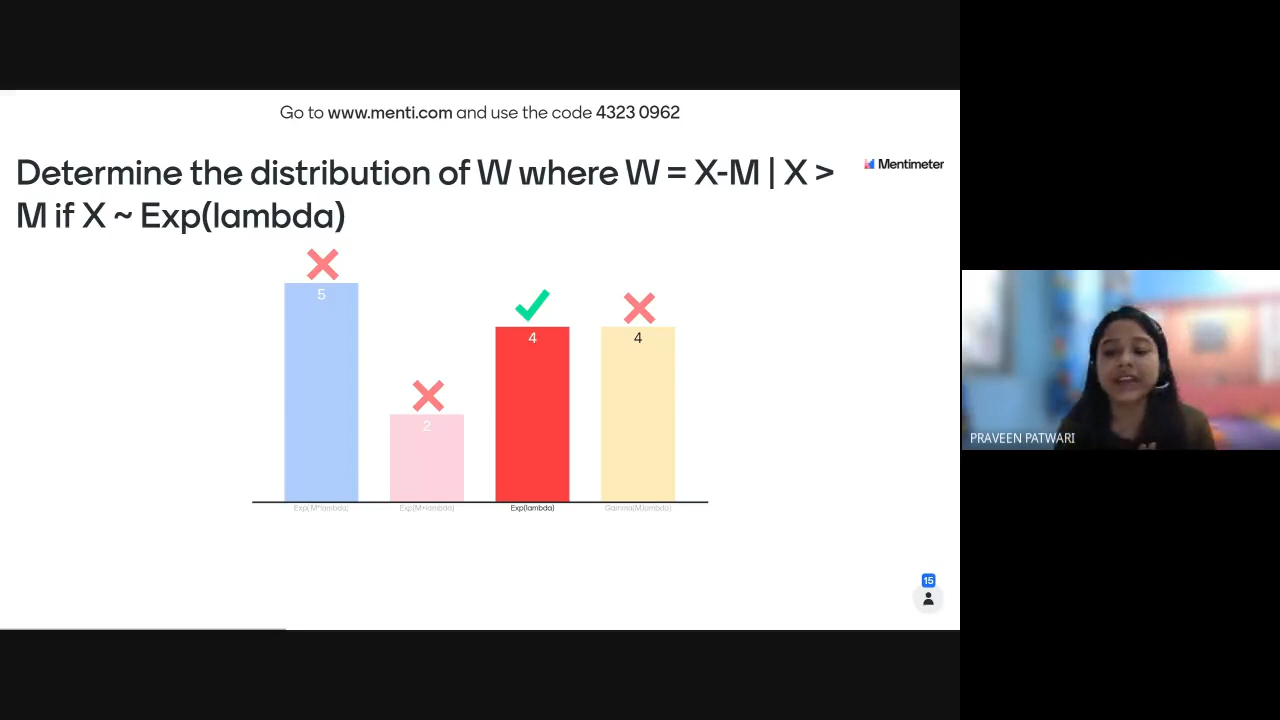 Go to www.menti.com and use the code 4323 0962
Determine the distribution of W where W = X-M | X >
M if X ~ Exp(lambda)
Mentimeter
5
2
4
4
Exp(M*lambda)
Exp(M+lambda)
Exp(lambda)
Gamma(M,lambda)
15
PRAVEEN PATWARI